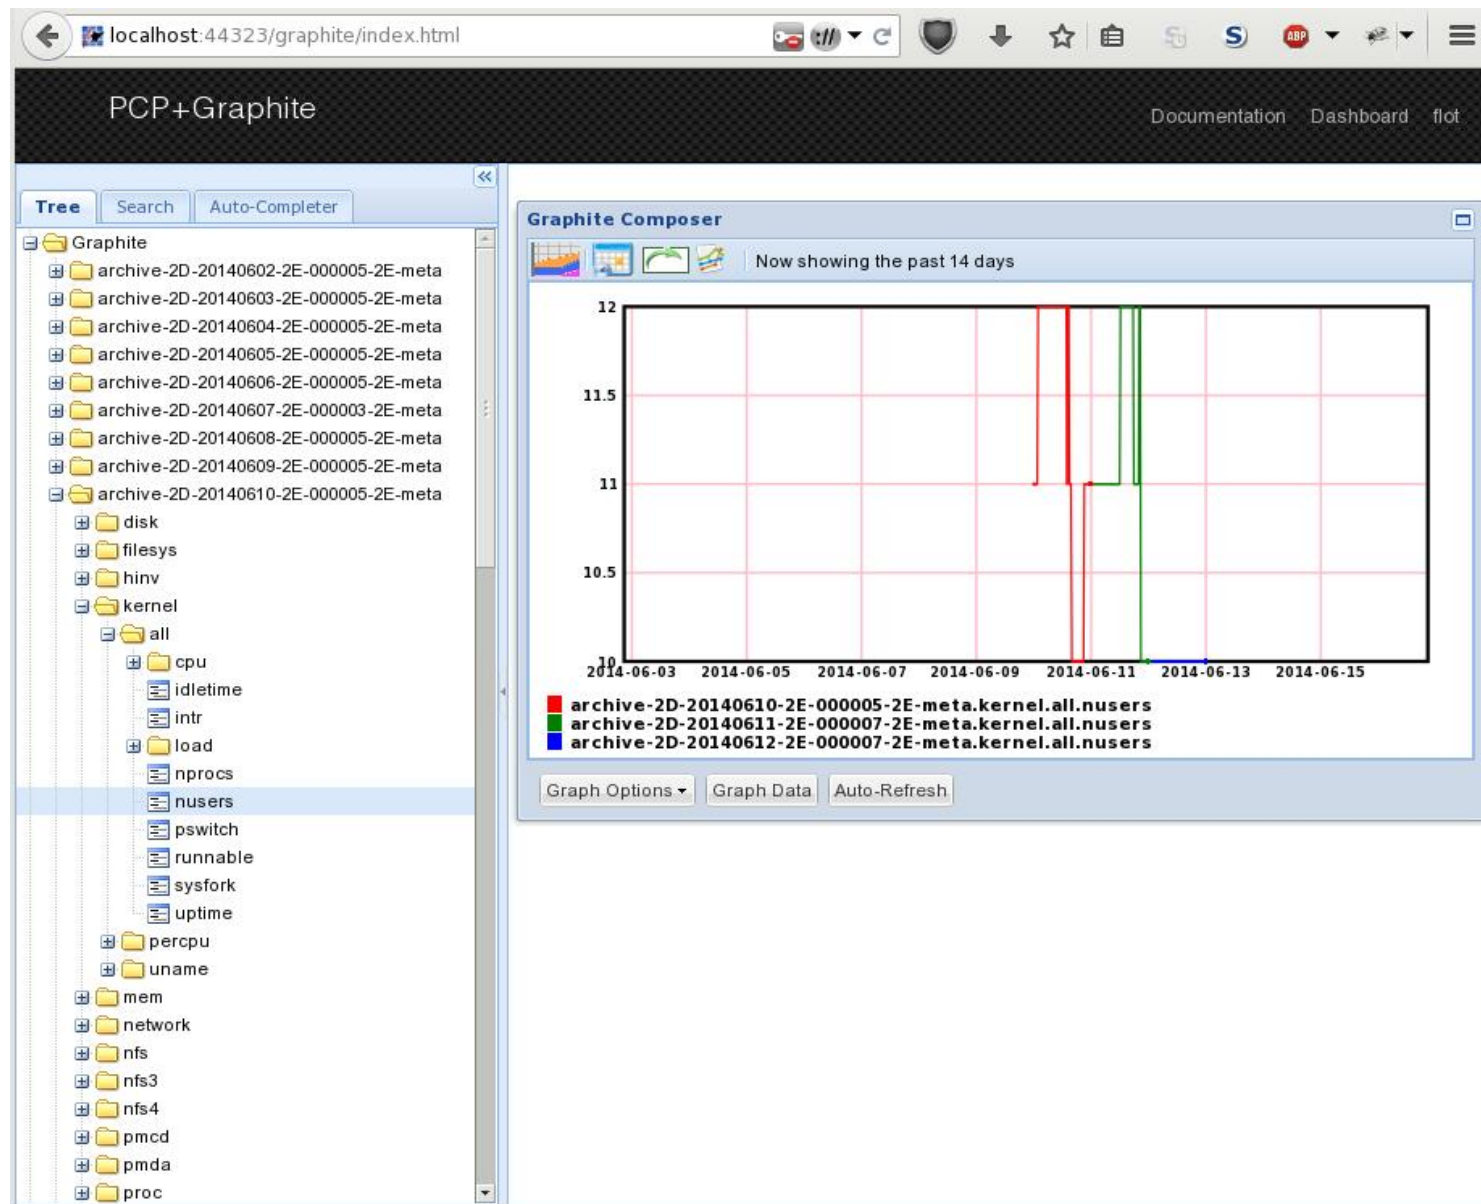 localhost:44323/graphite/index.html
S
S
ABP
PCP+Graphite
Documentation Dashboard flot
Tree Search Auto-Completer
Graphite
archive-2D-20140602-2E-000005-2E-meta
archive-2D-20140603-2E-000005-2E-meta
archive-2D-20140604-2E-000005-2E-meta
archive-2D-20140605-2E-000005-2E-meta
archive-2D-20140606-2E-000005-2E-meta
archive-2D-20140607-2E-000003-2E-meta
archive-2D-20140608-2E-000005-2E-meta
archive-2D-20140609-2E-000005-2E-meta
archive-2D-20140610-2E-000005-2E-meta
disk
filesys
hinv
kernel
all
cpu
idletime
intr
load
nprocs
nusers
pswitch
runnable
sysfork
uptime
percpu
uname
mem
network
nfs
nfs3
nfs4
pmcd
pmda
proc
Graphite Composer
Now showing the past 14 days
12
11.5
11
10.5
10
2014-06-03 2014-06-05 2014-06-07 2014-06-09 2014-06-11 2014-06-13 2014-06-15
archive-2D-20140610-2E-000005-2E-meta.kernel.all.nusers
archive-2D-20140611-2E-000007-2E-meta.kernel.all.nusers
archive-2D-20140612-2E-000007-2E-meta.kernel.all.nusers
Graph Options Graph Data Auto-Refresh